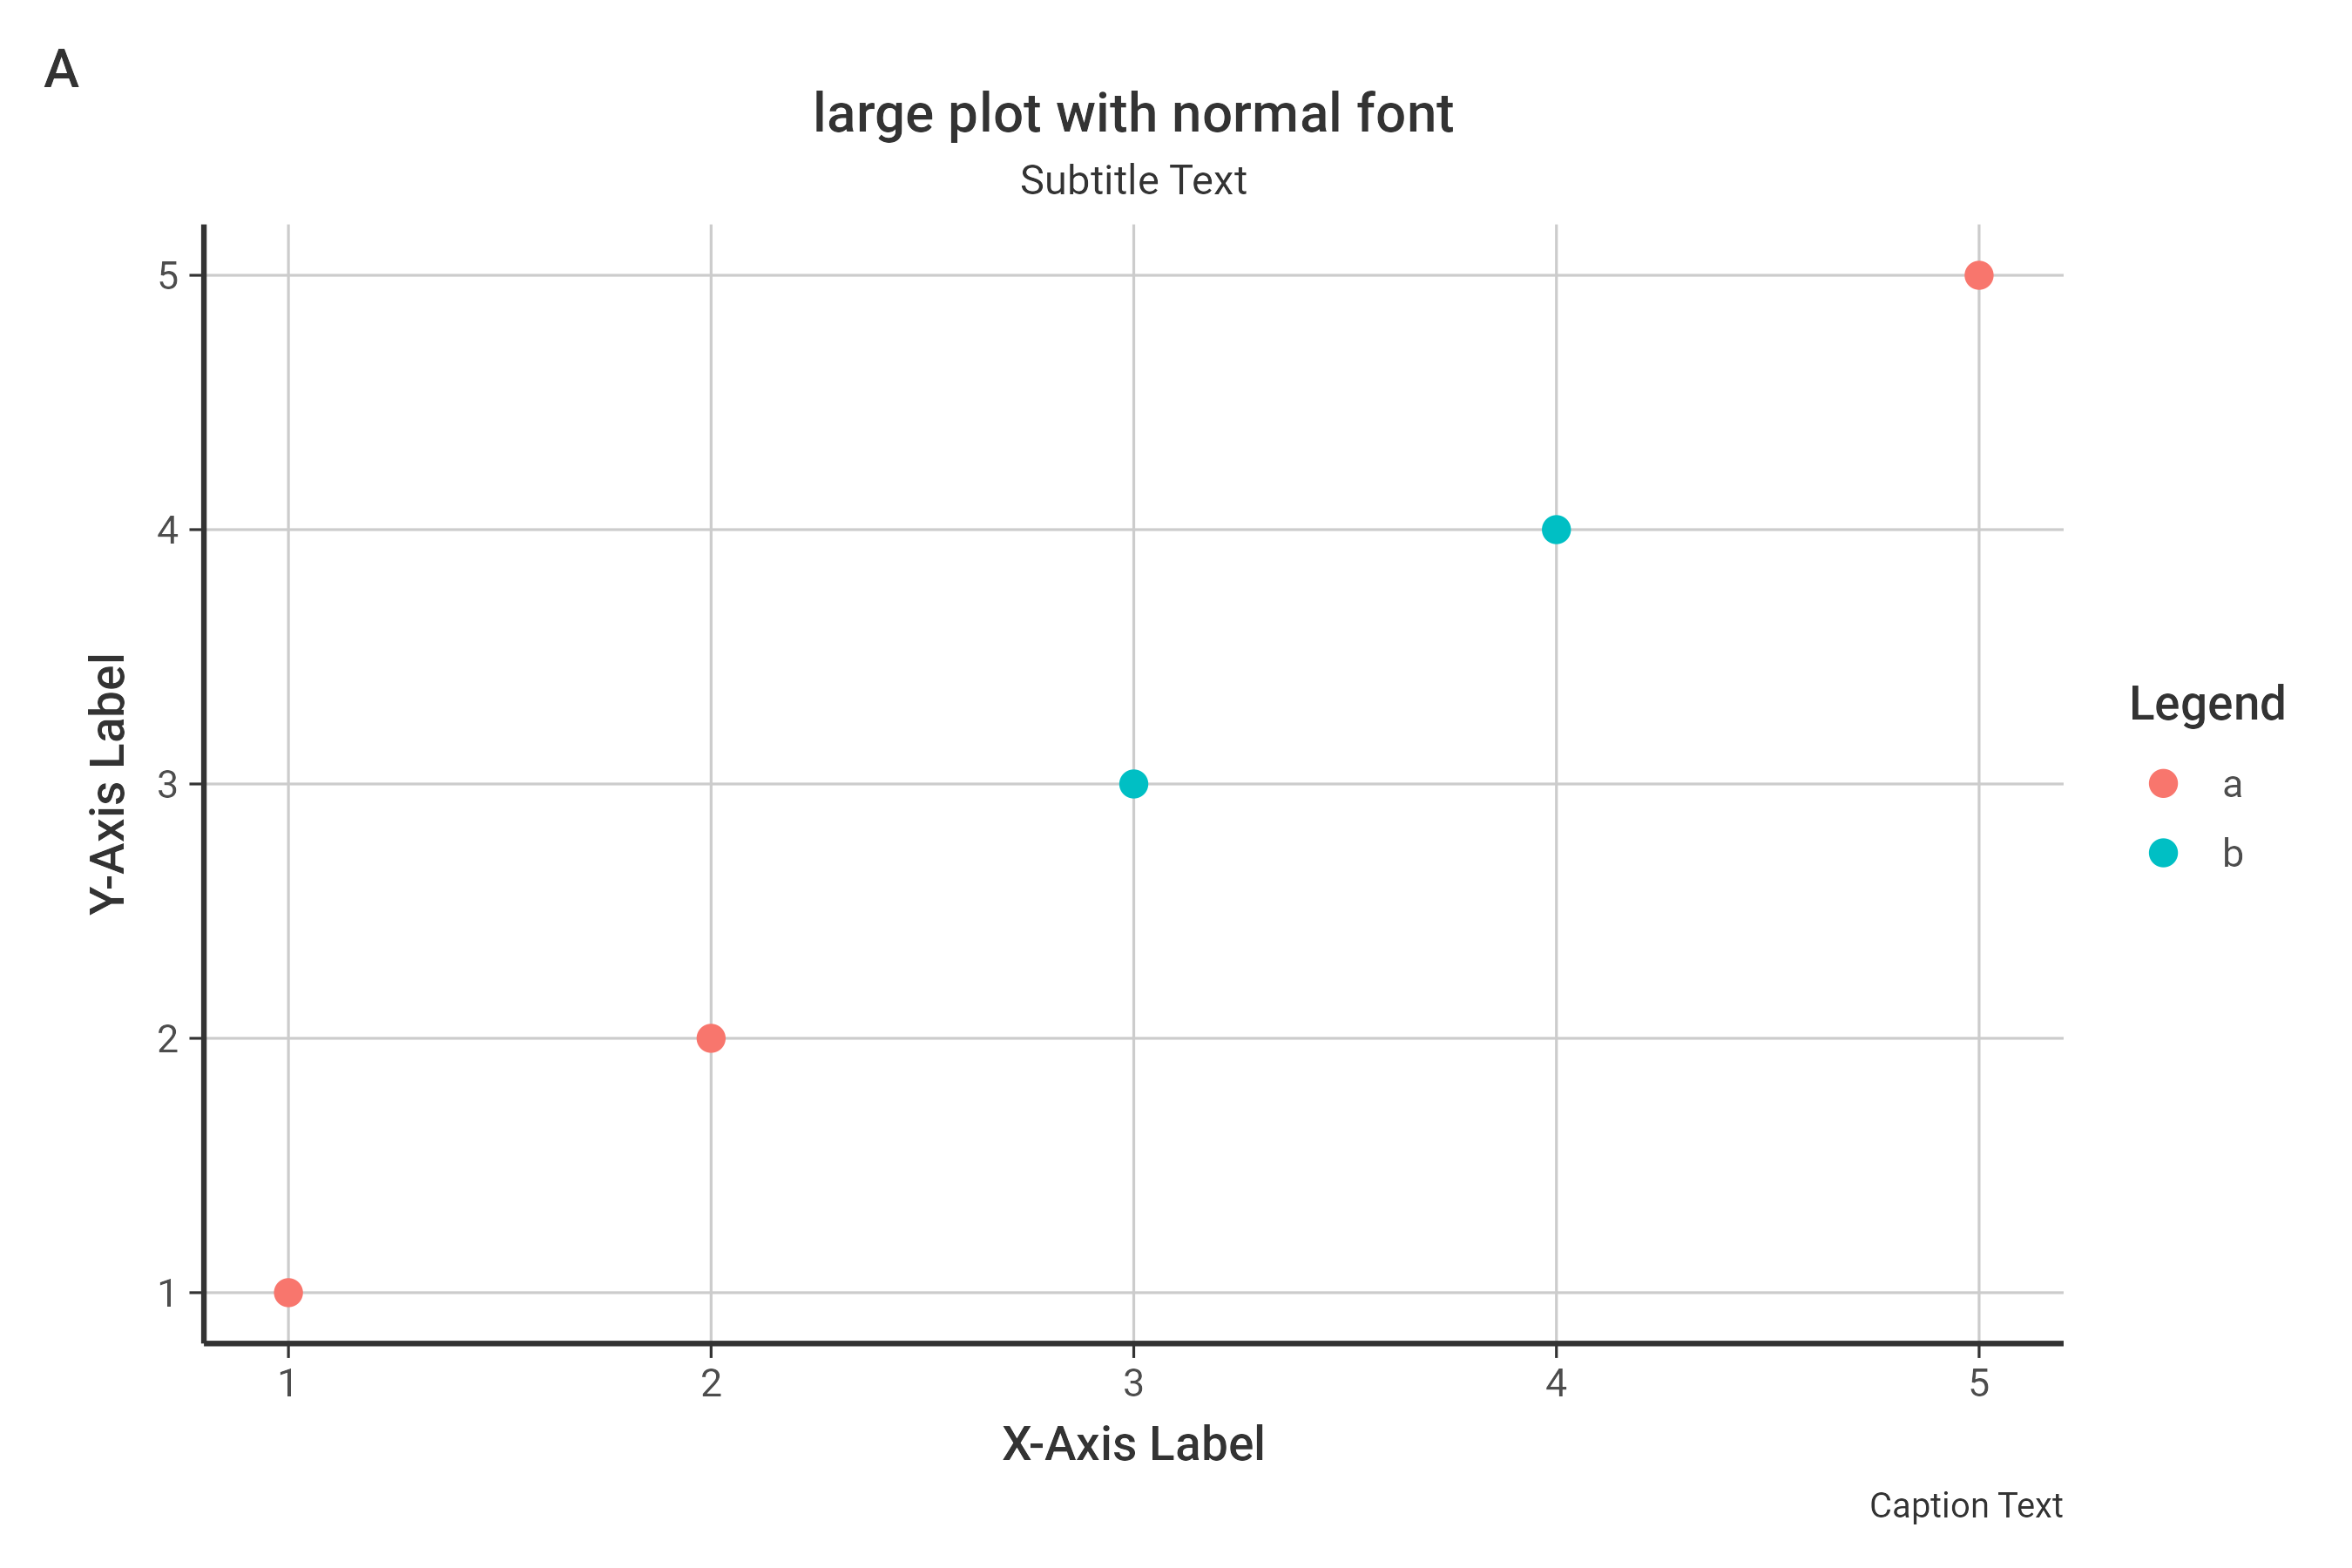 A
large plot with normal font
Subtitle Text
Y-Axis Label
5
4
3
2
1
1 2 3 4 5
X-Axis Label
Legend
a
b
Caption Text